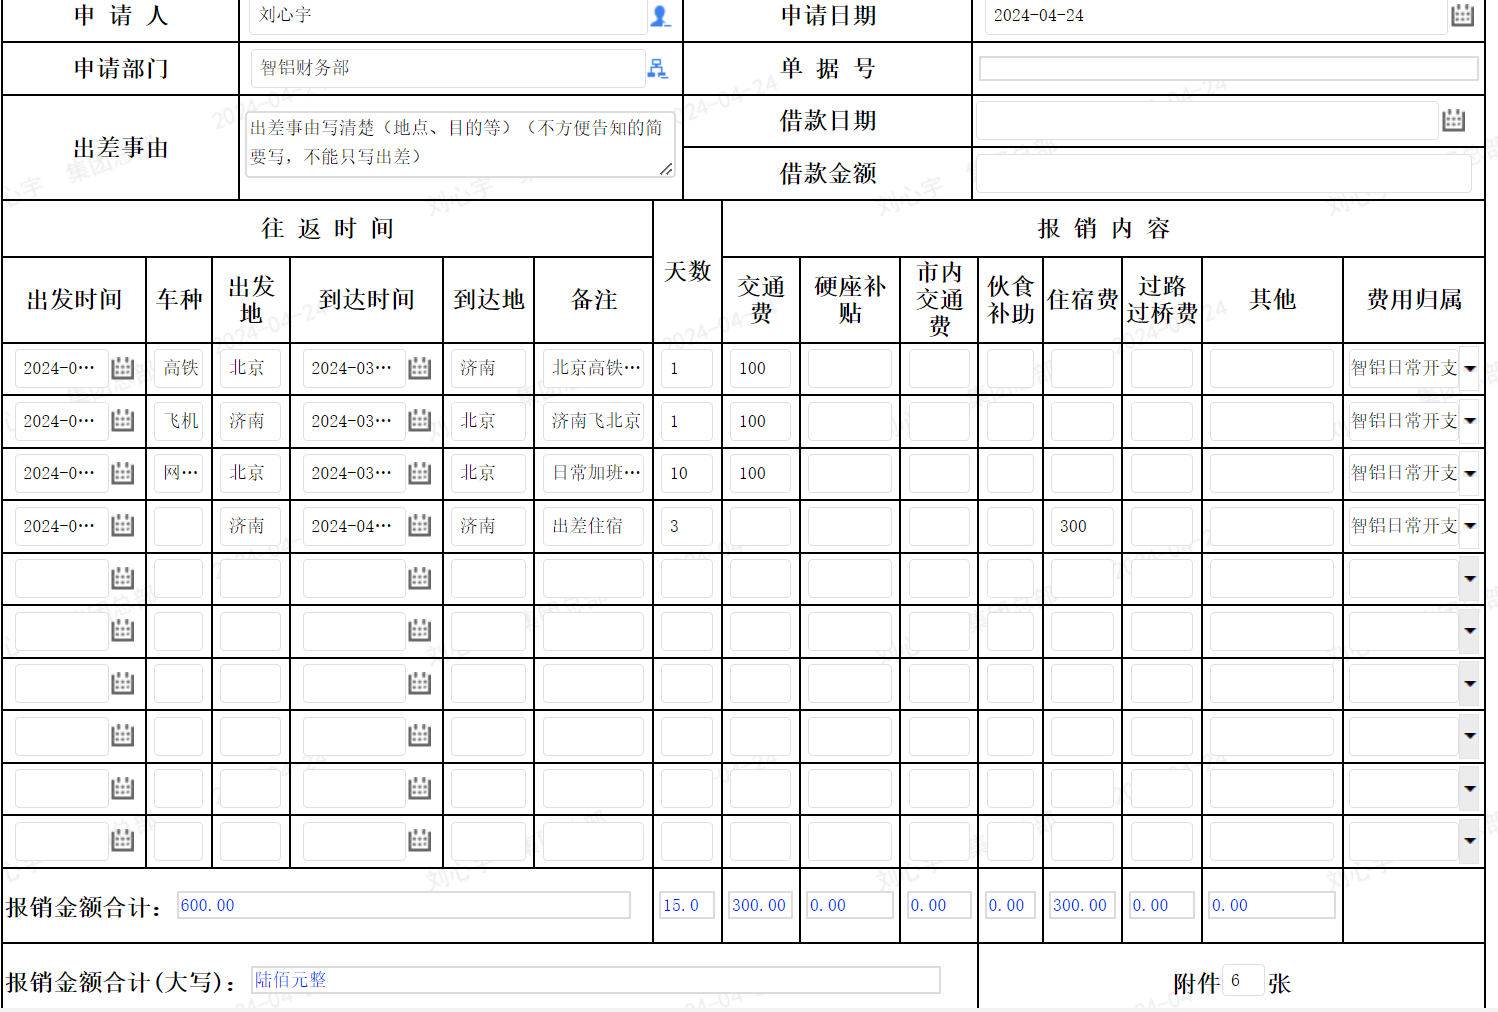 申 请 人 刘心宇 申请日期 2024-04-24
申请部门 智铝财务部 单 据 号
出差事由 出差事由写清楚（地点、目的等）（不方便告知的简
要写，不能只写出差）
借款日期
借款金额
往 返 时 间 天数 报 销 内 容
出发时间 车种 出发地 到达时间 到达地 备注 交通费 硬座补贴 市内交通费 伙食补助 住宿费 过路过桥费 其他 费用归属
2024-0··· 高铁 北京 2024-03··· 济南 北京高铁··· 1 100 智铝日常开支
2024-0··· 飞机 济南 2024-03··· 北京 济南飞北京 1 100 智铝日常开支
2024-0··· 网··· 北京 2024-03··· 北京 日常加班··· 10 100 智铝日常开支
2024-0··· 济南 2024-04··· 济南 出差住宿 3 300 智铝日常开支
报销金额合计： 600.00 15.0 300.00 0.00 0.00 0.00 300.00 0.00 0.00
报销金额合计(大写)： 陆佰元整 附件 6 张